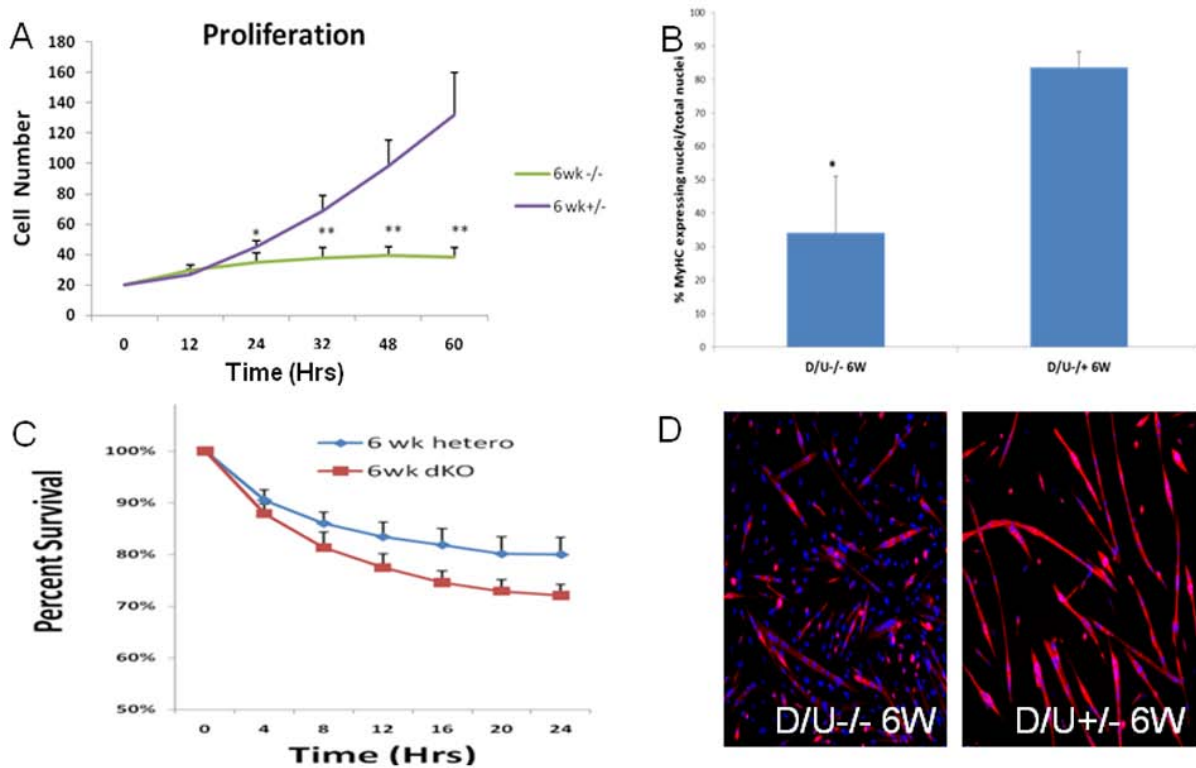 A
Proliferation
180
160
140
120
100
80
60
40
20
0
Cell Number
* ** ** **
0 12 24 32 48 60
Time (Hrs)
6wk -/-
6 wk+/-
B
100
90
80
70
60
50
40
30
20
10
0
% MyHC expressing nuclei/total nuclei
*
D/U-/- 6W D/U-/+ 6W
C
100%
90%
80%
70%
60%
50%
Percent Survival
6 wk hetero
6wk dKO
0 4 8 12 16 20 24
Time (Hrs)
D
D/U-/- 6W
D/U+/- 6W